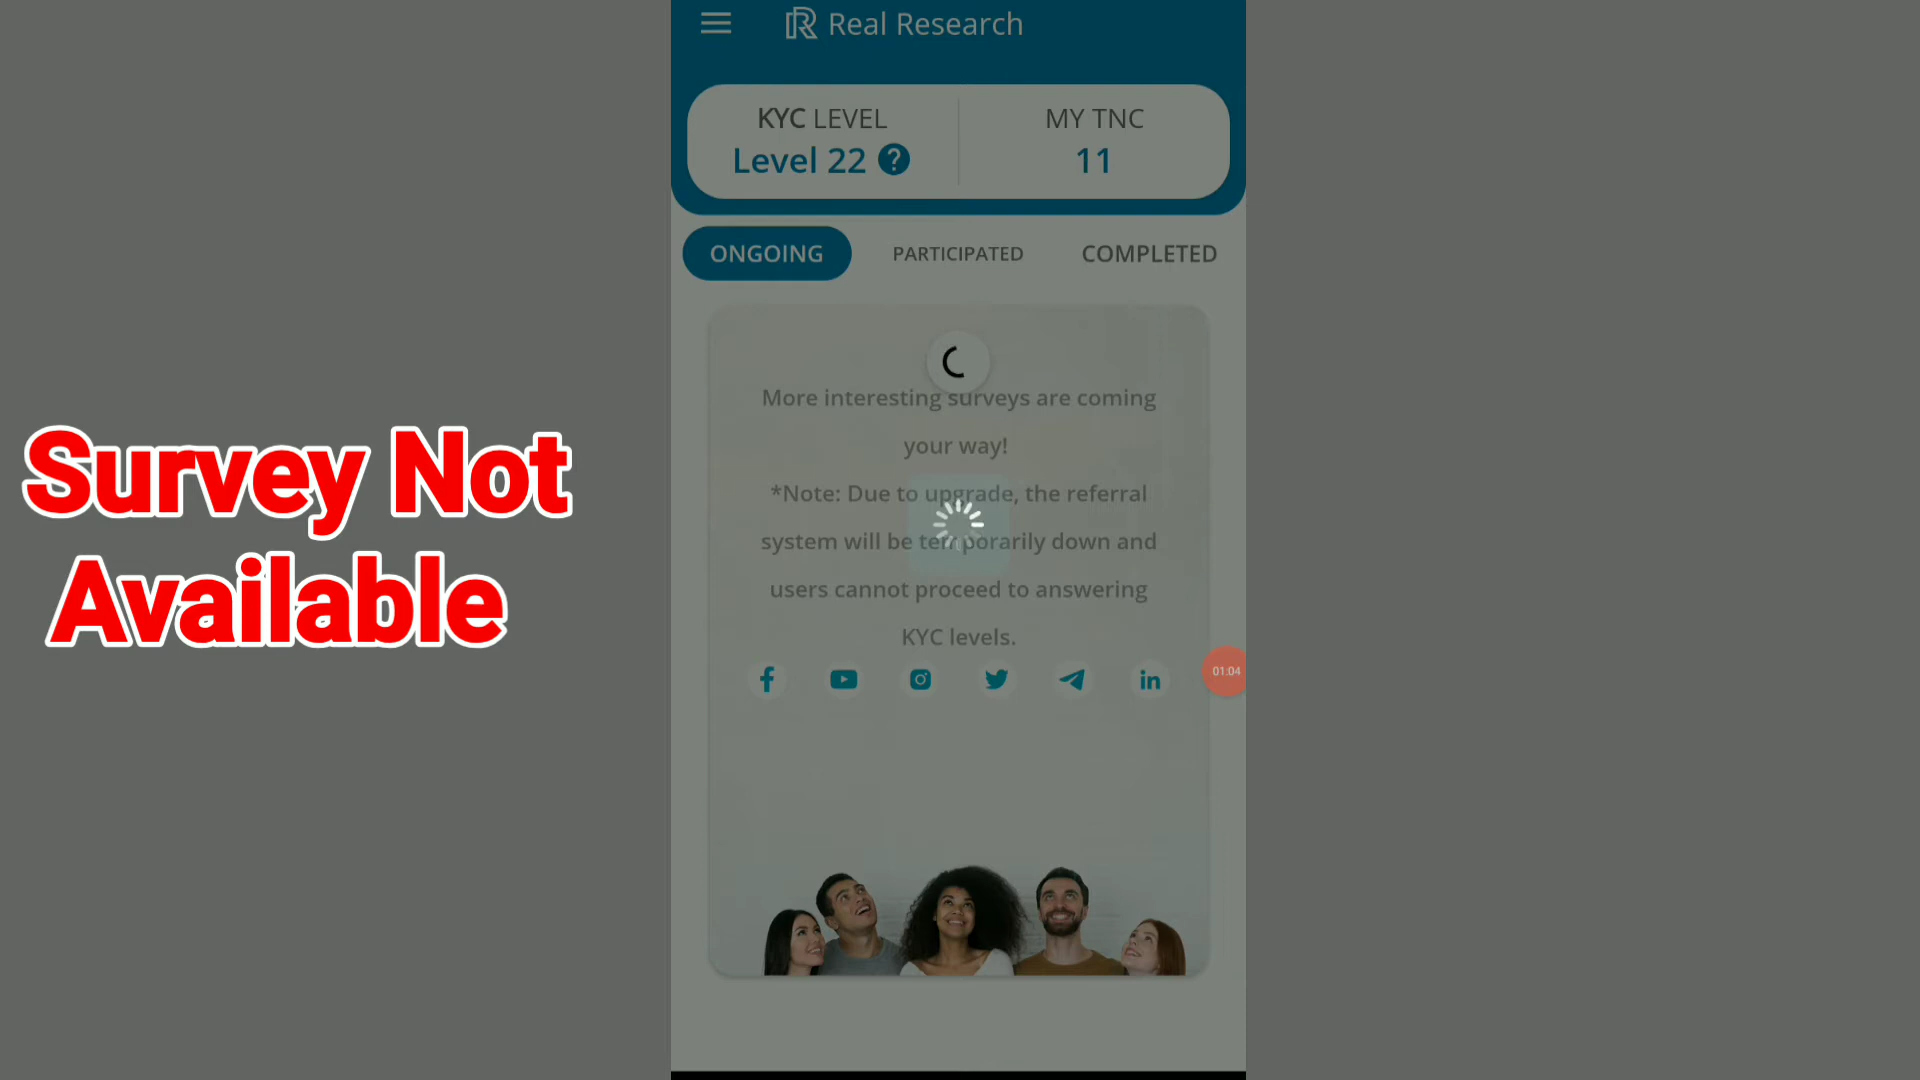 Real Research
KYC LEVEL
Level 22 ?
MY TNC
11
ONGOING
PARTICIPATED
COMPLETED
More interesting surveys are coming
your way!
*Note: Due to upgrade, the referral
system will be temporarily down and
users cannot proceed to answering
KYC levels.
01:04
Survey Not
Available